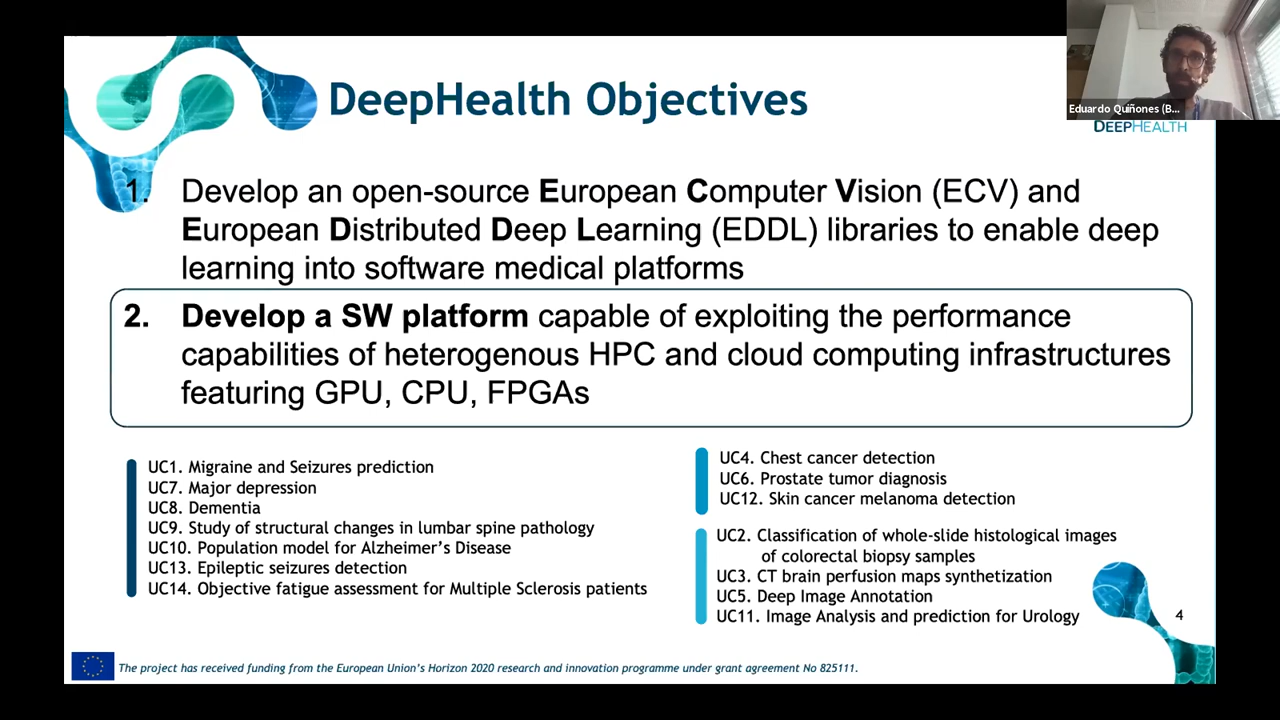 DeepHealth Objectives
Eduardo Quiñones (B...
DEEPHEALTH
1. Develop an open-source European Computer Vision (ECV) and
European Distributed Deep Learning (EDDL) libraries to enable deep
learning into software medical platforms
2. Develop a SW platform capable of exploiting the performance
capabilities of heterogenous HPC and cloud computing infrastructures
featuring GPU, CPU, FPGAs
UC1. Migraine and Seizures prediction
UC7. Major depression
UC8. Dementia
UC9. Study of structural changes in lumbar spine pathology
UC10. Population model for Alzheimer's Disease
UC13. Epileptic seizures detection
UC14. Objective fatigue assessment for Multiple Sclerosis patients
UC4. Chest cancer detection
UC6. Prostate tumor diagnosis
UC12. Skin cancer melanoma detection
UC2. Classification of whole-slide histological images
of colorectal biopsy samples
UC3. CT brain perfusion maps synthetization
UC5. Deep Image Annotation
UC11. Image Analysis and prediction for Urology
4
The project has received funding from the European Union's Horizon 2020 research and innovation programme under grant agreement No 825111.